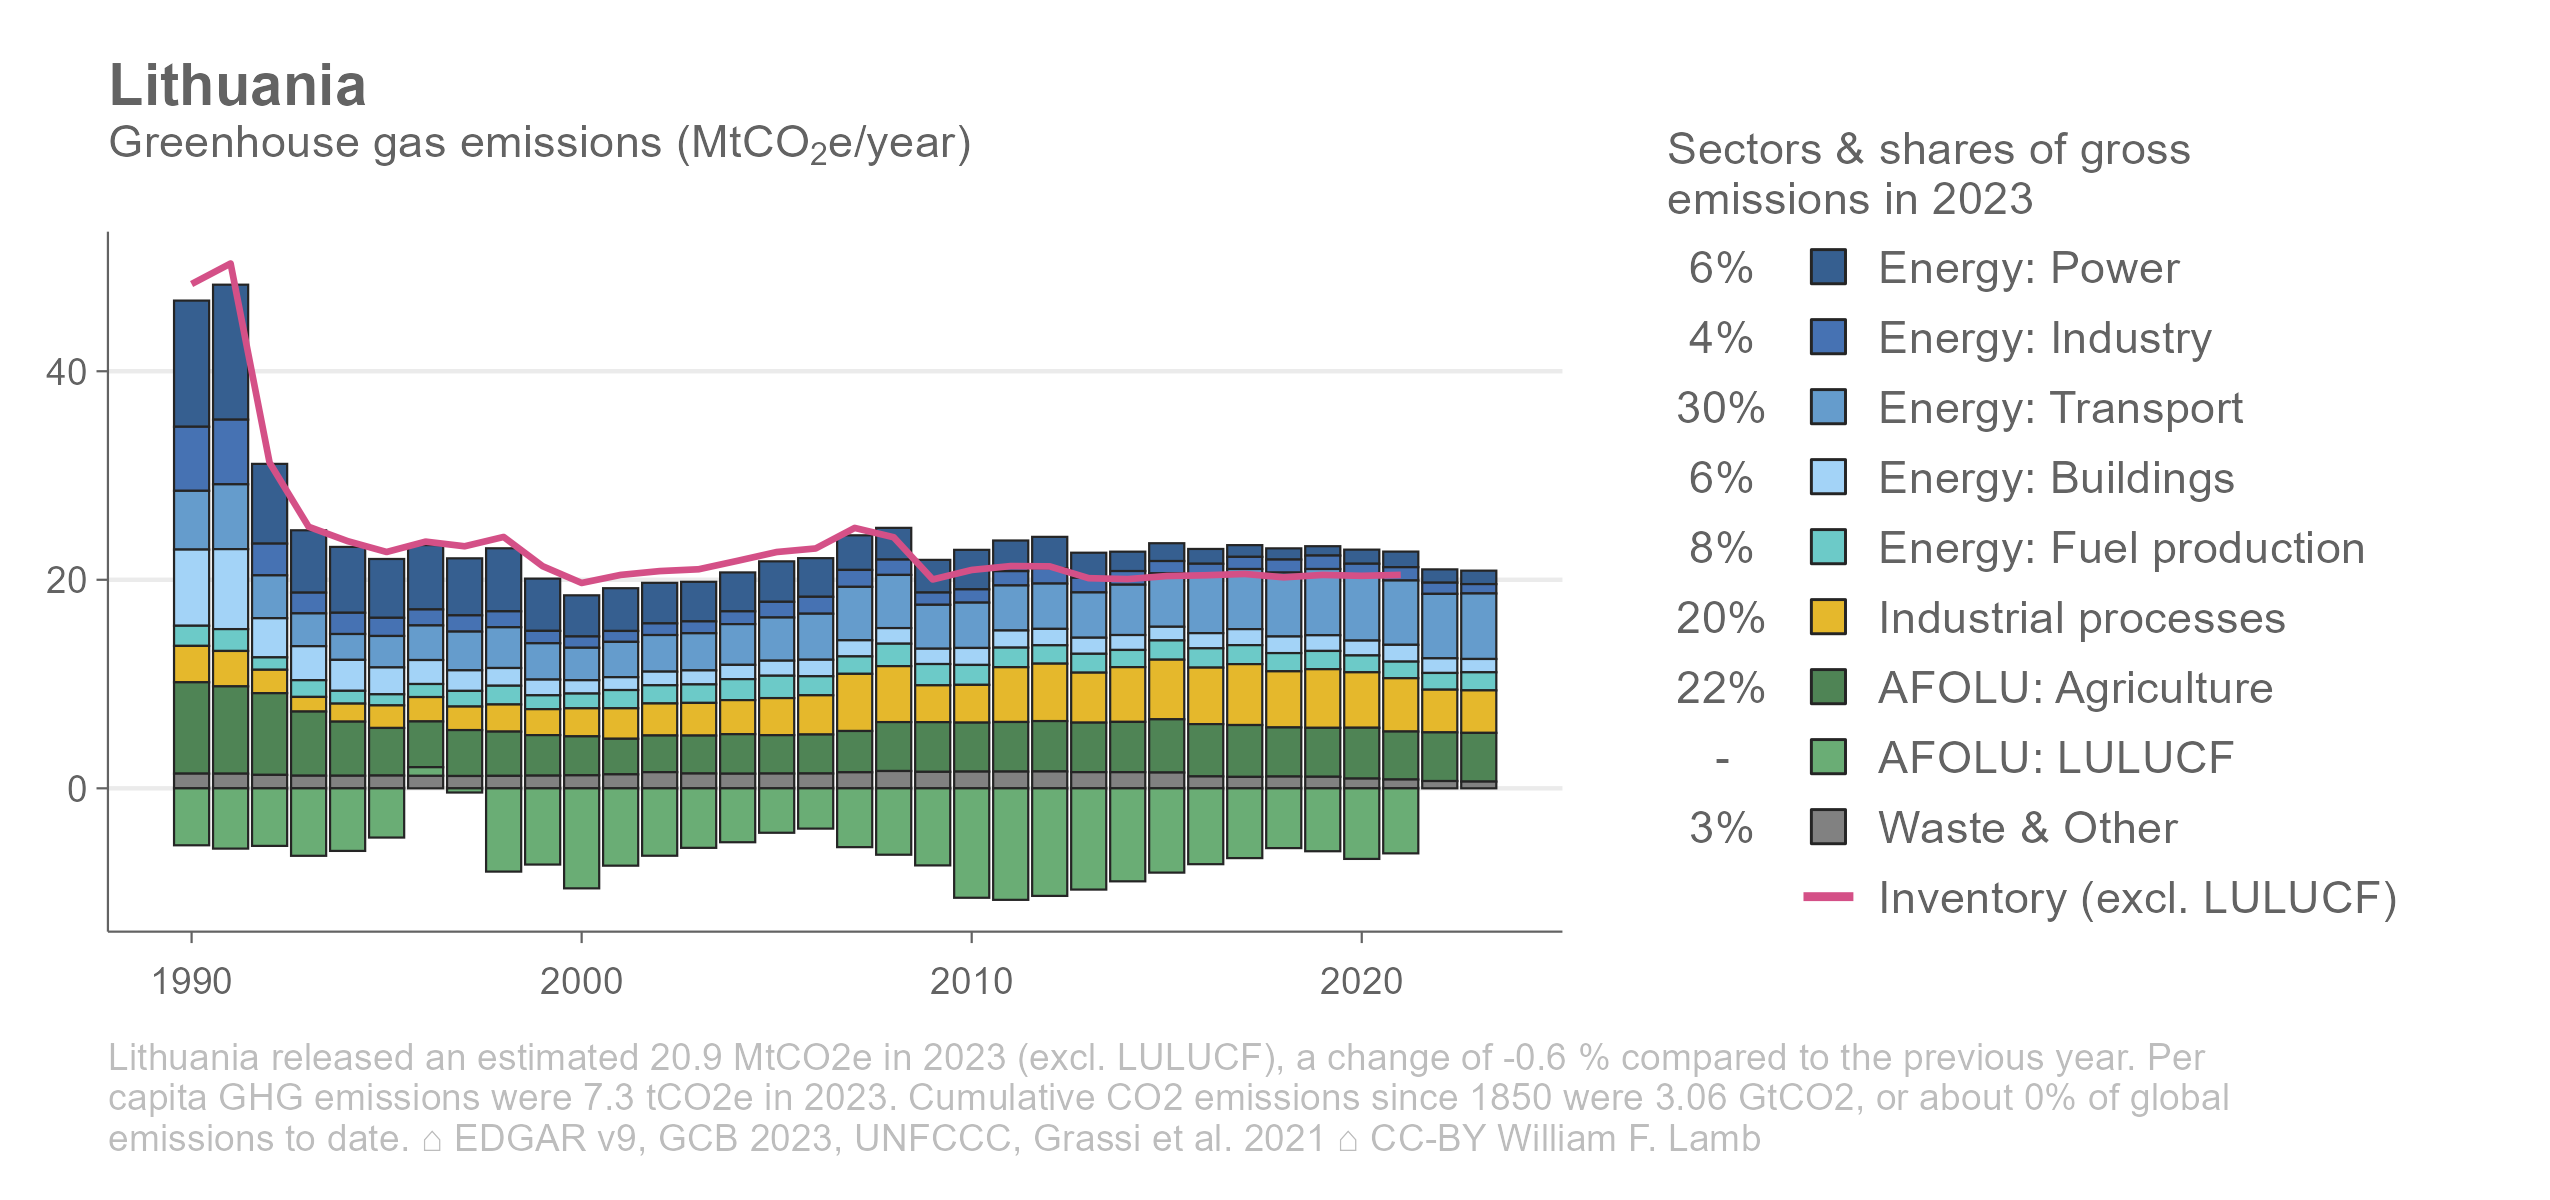 Lithuania
Greenhouse gas emissions (MtCO₂e/year)
40
20
0
1990
2000
2010
2020
Sectors & shares of gross
emissions in 2023
6% Energy: Power
4% Energy: Industry
30% Energy: Transport
6% Energy: Buildings
8% Energy: Fuel production
20% Industrial processes
22% AFOLU: Agriculture
- AFOLU: LULUCF
3% Waste & Other
Inventory (excl. LULUCF)
Lithuania released an estimated 20.9 MtCO2e in 2023 (excl. LULUCF), a change of -0.6 % compared to the previous year. Per
capita GHG emissions were 7.3 tCO2e in 2023. Cumulative CO2 emissions since 1850 were 3.06 GtCO2, or about 0% of global
emissions to date. ⌂ EDGAR v9, GCB 2023, UNFCCC, Grassi et al. 2021 ⌂ CC-BY William F. Lamb